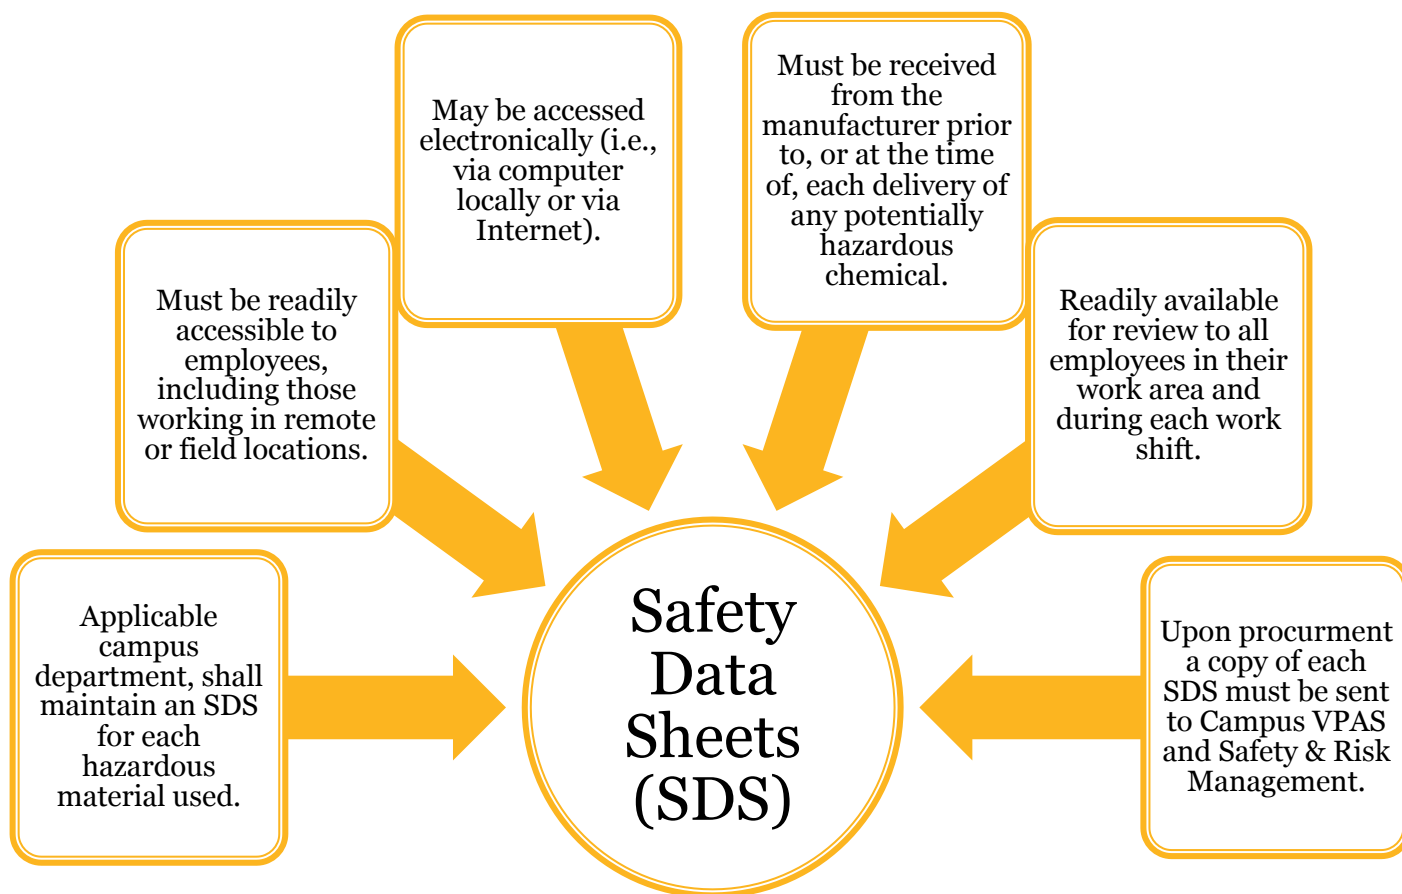 Applicable
campus
department, shall
maintain an SDS
for each
hazardous
material used.
Must be readily
accessible to
employees,
including those
working in remote
or field locations.
May be accessed
electronically (i.e.,
via computer
locally or via
Internet).
Must be received
from the
manufacturer prior
to, or at the time
of, each delivery of
any potentially
hazardous
chemical.
Readily available
for review to all
employees in their
work area and
during each work
shift.
Upon procurment
a copy of each
SDS must be sent
to Campus VPAS
and Safety & Risk
Management.
Safety
Data
Sheets
(SDS)